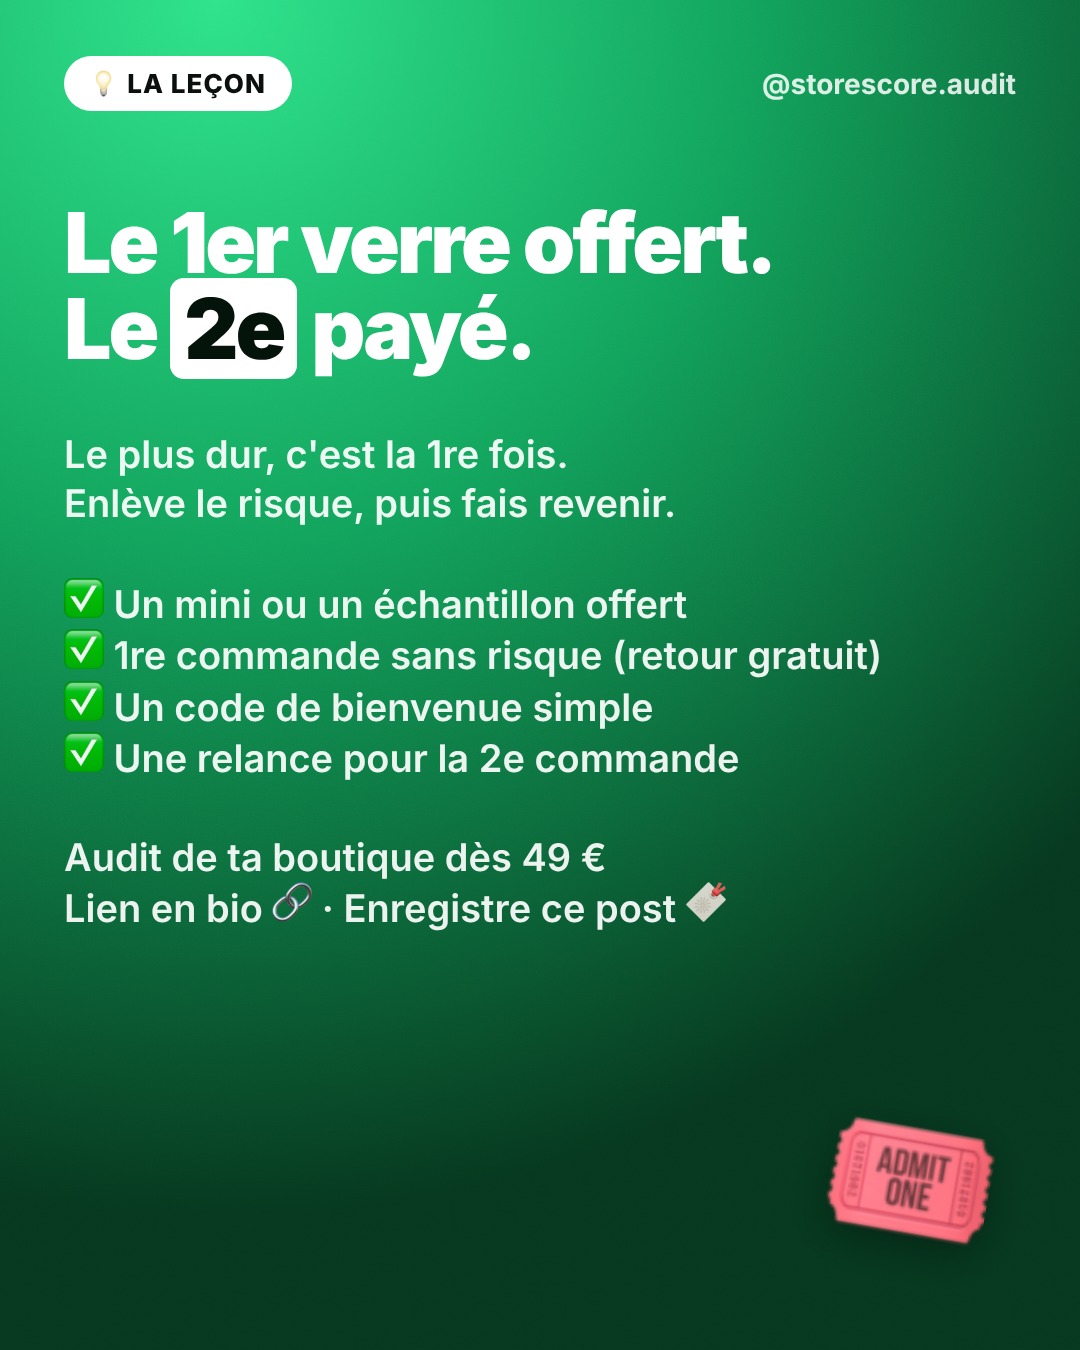 💡 LA LEÇON
@storescore.audit
Le 1er verre offert.
Le 2e payé.
Le plus dur, c'est la 1re fois.
Enlève le risque, puis fais revenir.
✅ Un mini ou un échantillon offert
✅ 1re commande sans risque (retour gratuit)
✅ Un code de bienvenue simple
✅ Une relance pour la 2e commande
Audit de ta boutique dès 49 €
Lien en bio 🔗 · Enregistre ce post
ADMIT
ONE